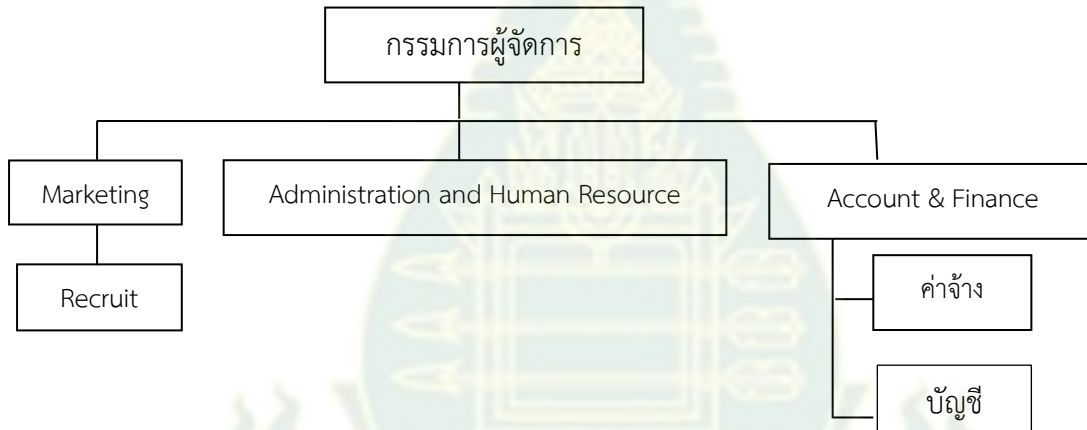 กรรมการผู้จัดการ
Marketing
Administration and Human Resource
Account & Finance
Recruit
ค่าจ้าง
บัญชี